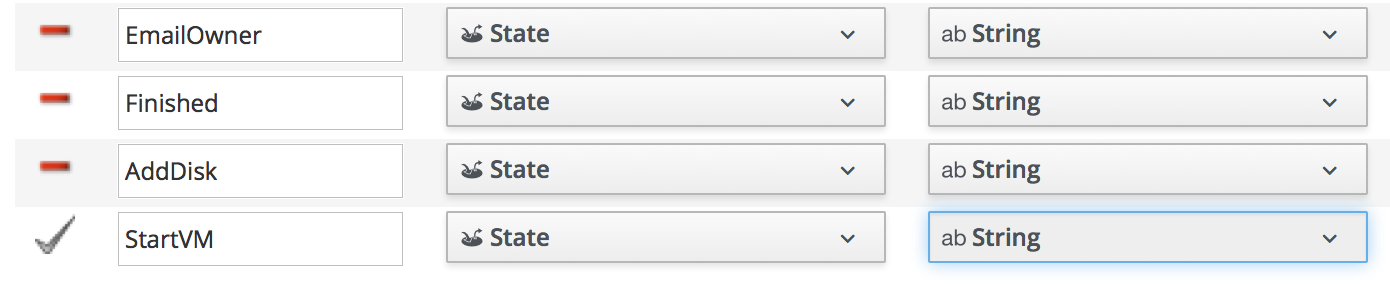 EmailOwner State ab String
Finished State ab String
AddDisk State ab String
StartVM State ab String